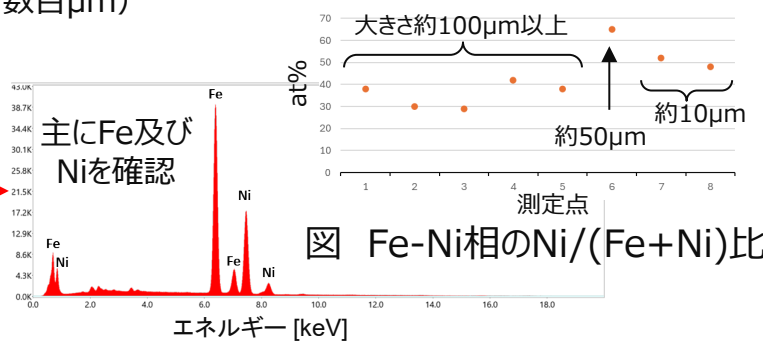 数百μm）
70
60
50
40
30
20
10
0
at%
大きさ約100μm以上
約50μm
約10μm
1 2 3 4 5 6 7 8
測定点
図 Fe-Ni相のNi/(Fe+Ni)比
43.0K
38.7K
34.4K
30.1K
25.8K
21.5K
17.2K
12.9K
8.6K
4.3K
0.0K
主にFe及び
Niを確認
Fe
Ni
Fe
Fe
Ni
Ni
0.0 2.0 4.0 6.0 8.0 10.0 12.0 14.0 16.0 18.0
エネルギー [keV]